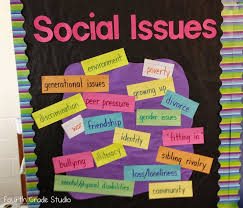 Social Issues
environment
poverty
generational issues
growing up
discrimination
peer pressure
divorce
war
friendship
gender issues
identity
"fitting in"
bullying
illiteracy
sibling rivalry
loss/loneliness
mental/physical disabilities
community
Fourth Grade Studio